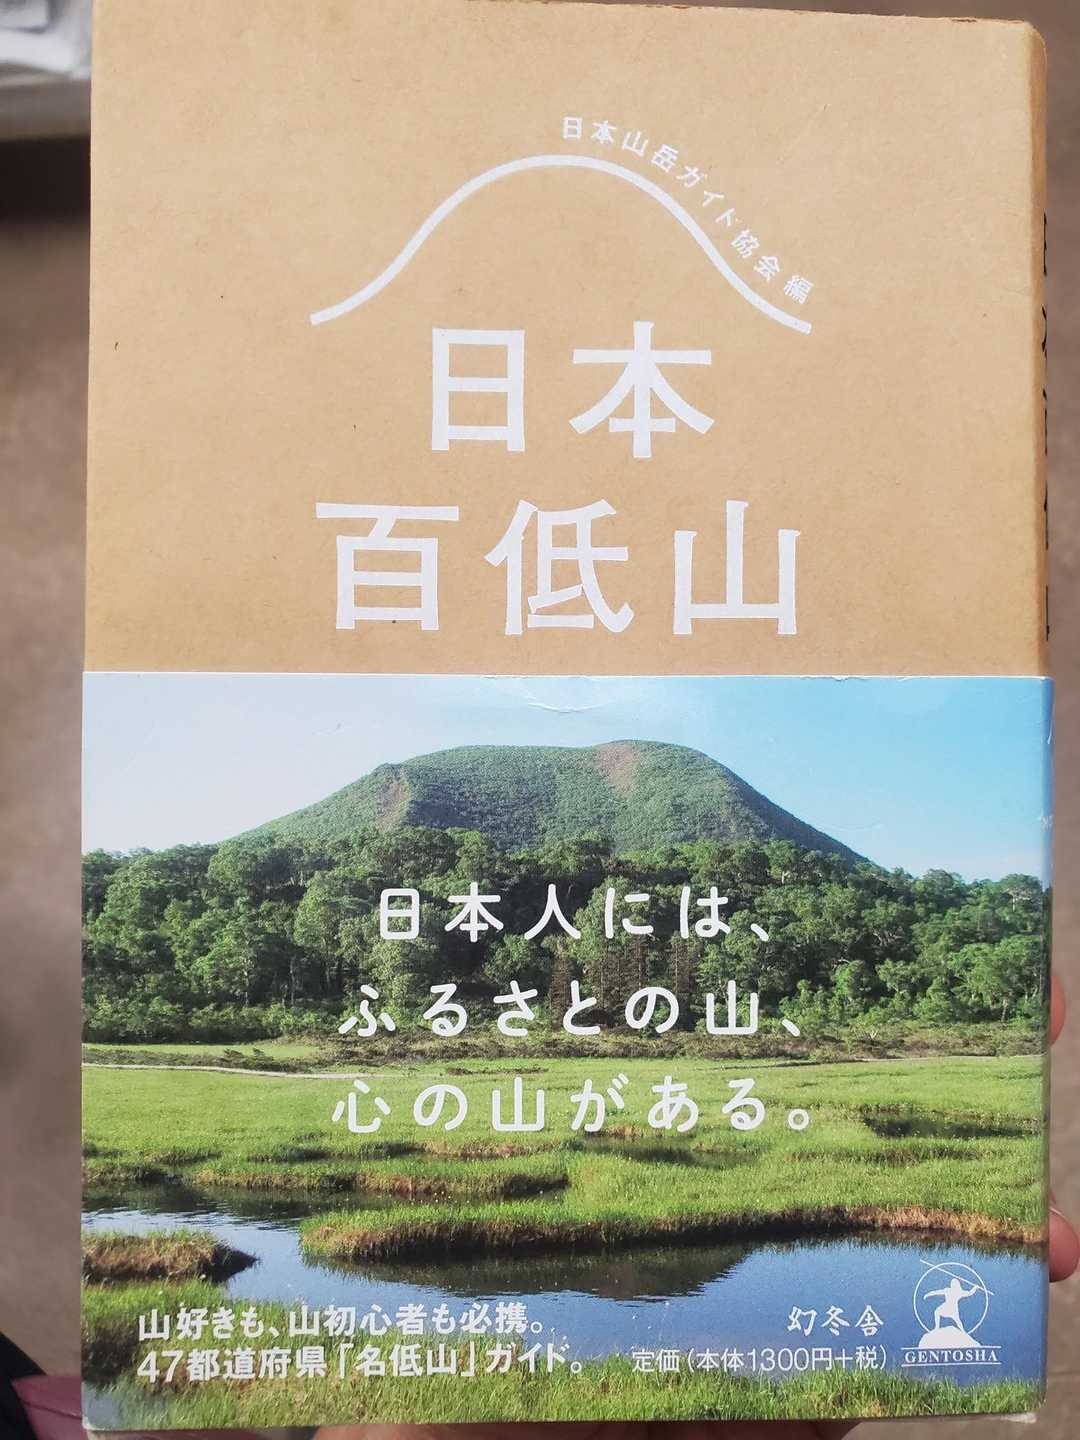 日本山岳ガイド協会 編
日本
百低山
日本人には、
ふるさとの山、
心の山がある。
山好きも、山初心者も必携。
47都道府県「名低山」ガイド。
定価(本体1300円+税)
幻冬舎
GENTOSHA